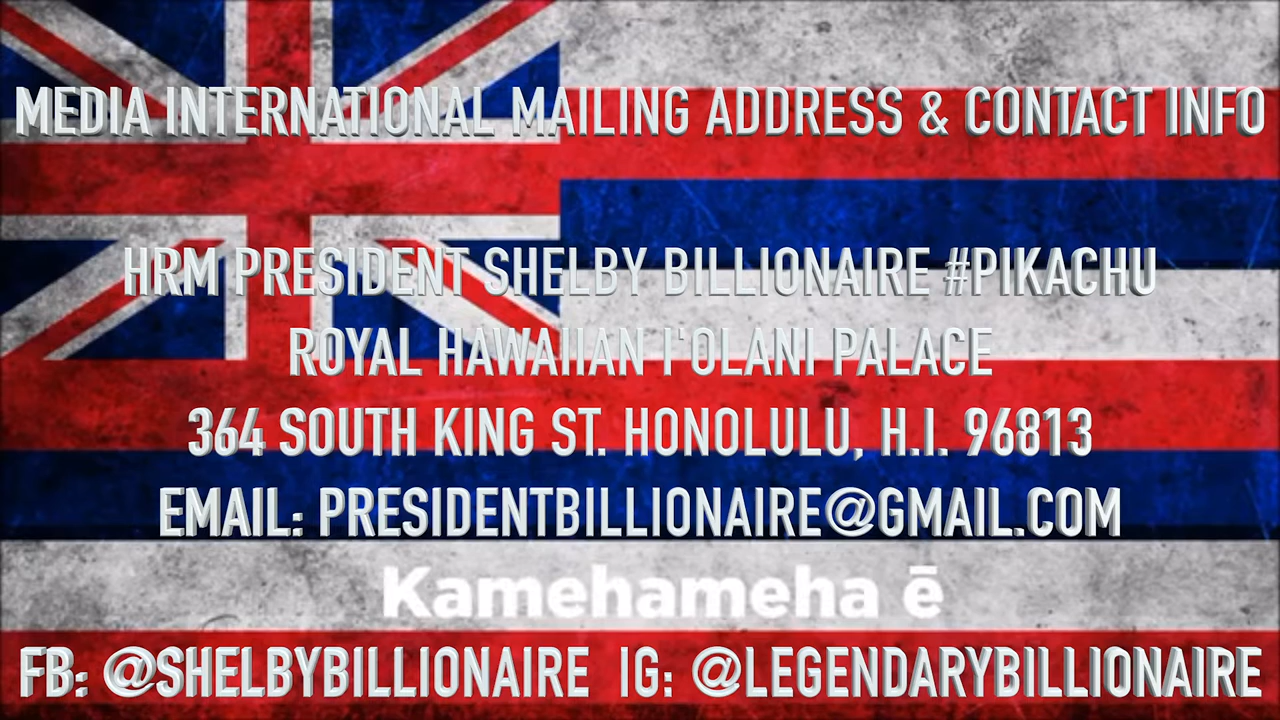 MEDIA INTERNATIONAL MAILING ADDRESS & CONTACT INFO
HRM PRESIDENT SHELBY BILLIONAIRE #PIKACHU
ROYAL HAWAIIAN I'OLANI PALACE
364 SOUTH KING ST. HONOLULU, H.I. 96813
EMAIL: PRESIDENTBILLIONAIRE@GMAIL.COM
Kamehameha ē
FB: @SHELBYBILLIONAIRE IG: @LEGENDARYBILLIONAIRE